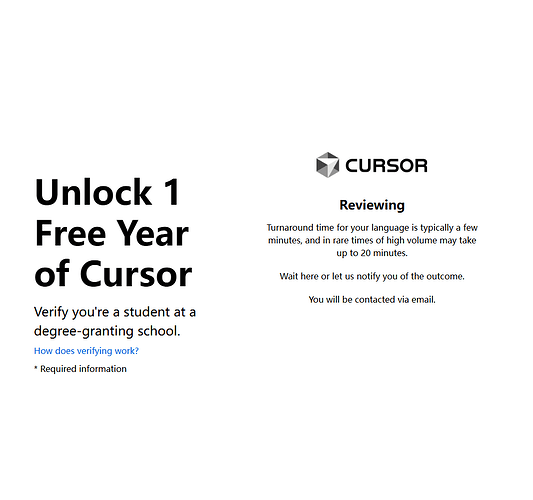 Unlock 1
Free Year
of Cursor
Verify you're a student at a
degree-granting school.
How does verifying work?
* Required information
CURSOR
Reviewing
Turnaround time for your language is typically a few
minutes, and in rare times of high volume may take
up to 20 minutes.
Wait here or let us notify you of the outcome.
You will be contacted via email.